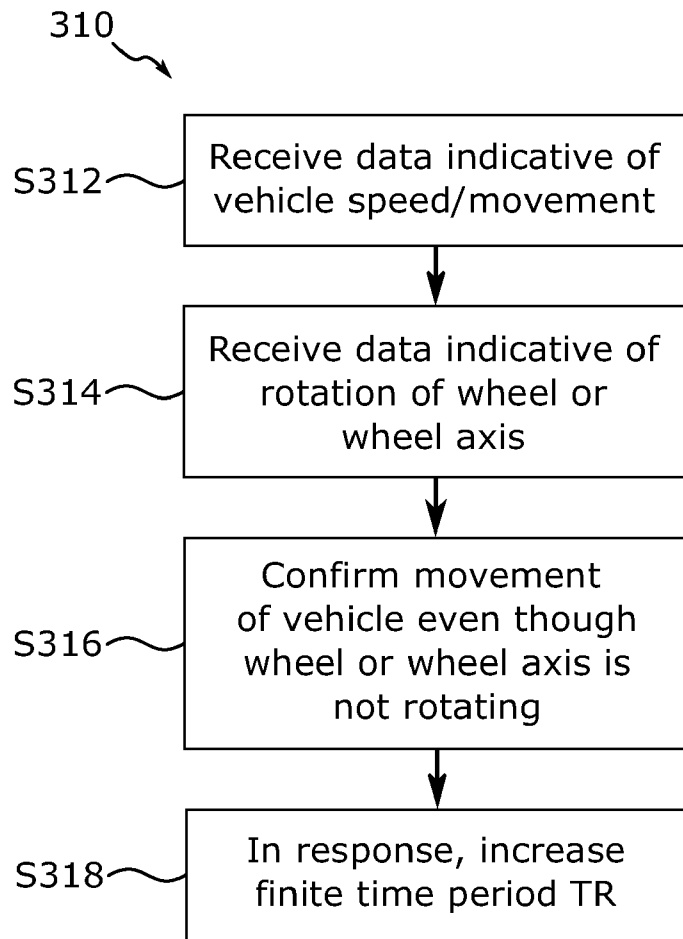 310
S312
Receive data indicative of
vehicle speed/movement
S314
Receive data indicative of
rotation of wheel or
wheel axis
S316
Confirm movement
of vehicle even though
wheel or wheel axis is
not rotating
S318
In response, increase
finite time period TR